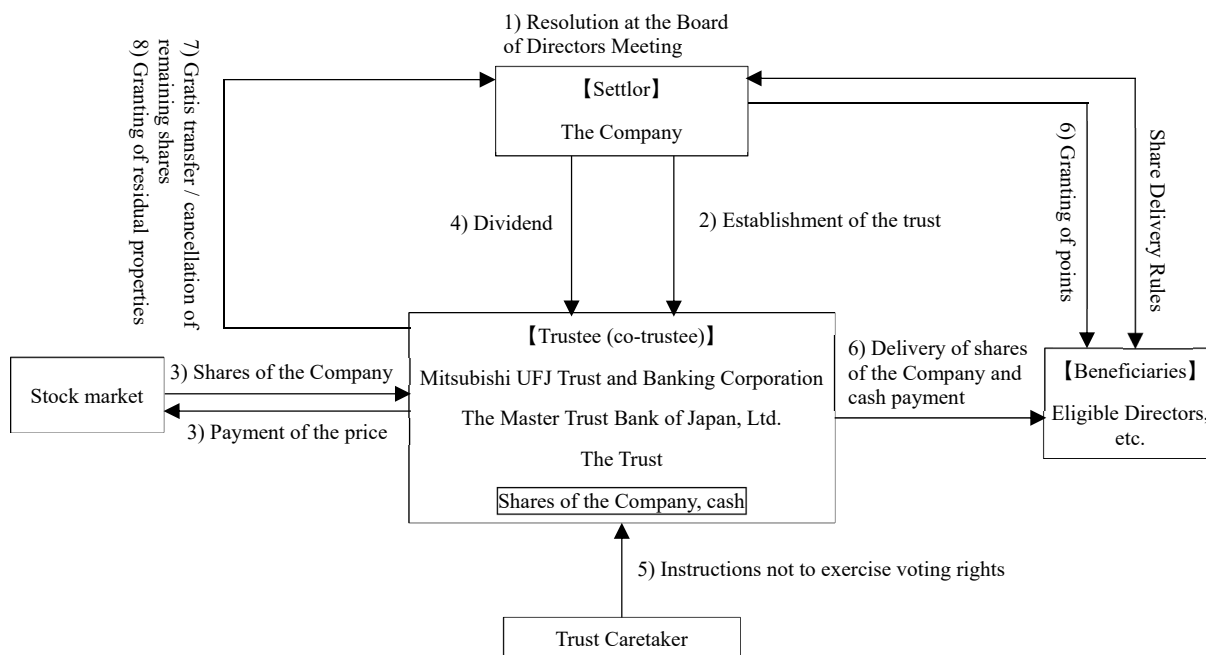 1) Resolution at the Board
of Directors Meeting
7) Gratis transfer / cancellation of
remaining shares
8) Granting of residual properties
【Settlor】
The Company
6) Granting
of points
Share Delivery Rules
4) Dividend
2) Establishment of the trust
【Trustee (co-trustee)】
Mitsubishi UFJ Trust and Banking Corporation
The Master Trust Bank of Japan, Ltd.
The Trust
Shares of the Company, cash
Stock market
3) Shares of the Company
3) Payment of the price
6) Delivery of shares
of the Company and
cash payment
【Beneficiaries】
Eligible Directors,
etc.
5) Instructions not to exercise voting rights
Trust Caretaker